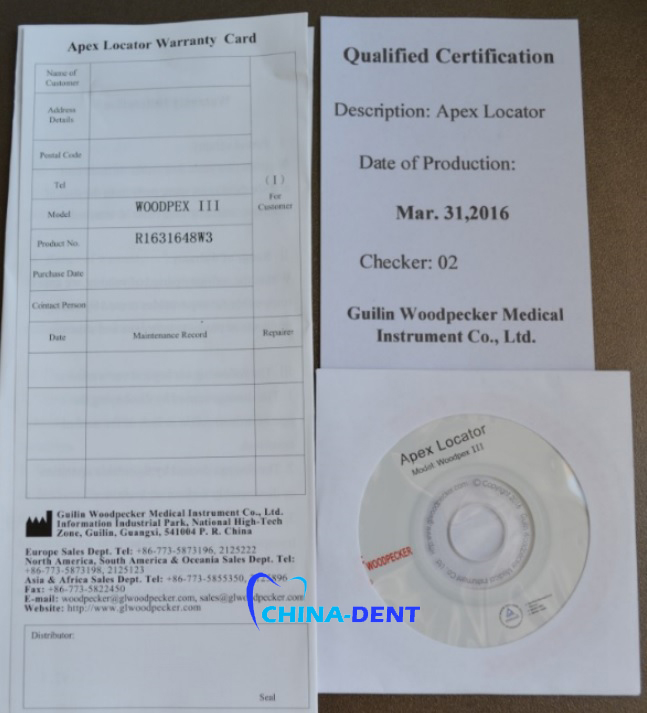 Apex Locator Warranty Card
Name of
Customer
Address
Details
Postal Code
Tel
(I)
For
Customer
Model
WOODPEX III
Product No.
R1631648W3
Purchase Date
Contact Person
Date
Maintenance Record
Repairer
Guilin Woodpecker Medical Instrument Co., Ltd.
Information Industrial Park, National High-Tech
Zone, Guilin, Guangxi, 541004 P. R. China
Europe Sales Dept. Tel: +86-773-5873196, 2125222
North America, South America & Oceania Sales Dept. Tel:
+86-773-5873198, 2125123
Asia & Africa Sales Dept. Tel: +86-773-5855350,
Fax: +86-773-5822450
E-mail: woodpecker@glwoodpecker.com, sales@glwoodpecker.com
Website: http://www.glwoodpecker.com
Distributor:
Seal
Qualified Certification
Description: Apex Locator
Date of Production:
Mar. 31,2016
Checker: 02
Guilin Woodpecker Medical
Instrument Co., Ltd.
Apex Locator
Model: Woodpex III
WOODPECKER
CHINA-DENT